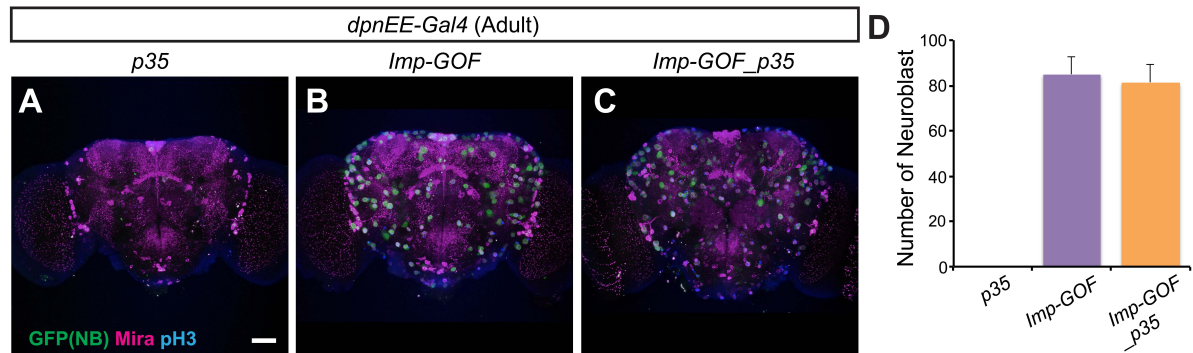 dpnEE-Gal4 (Adult)
p35
Imp-GOF
Imp-GOF_p35
A
B
C
GFP(NB) Mira pH3
D
Number of Neuroblast
100
80
60
40
20
0
p35
Imp-GOF
Imp-GOF
_p35